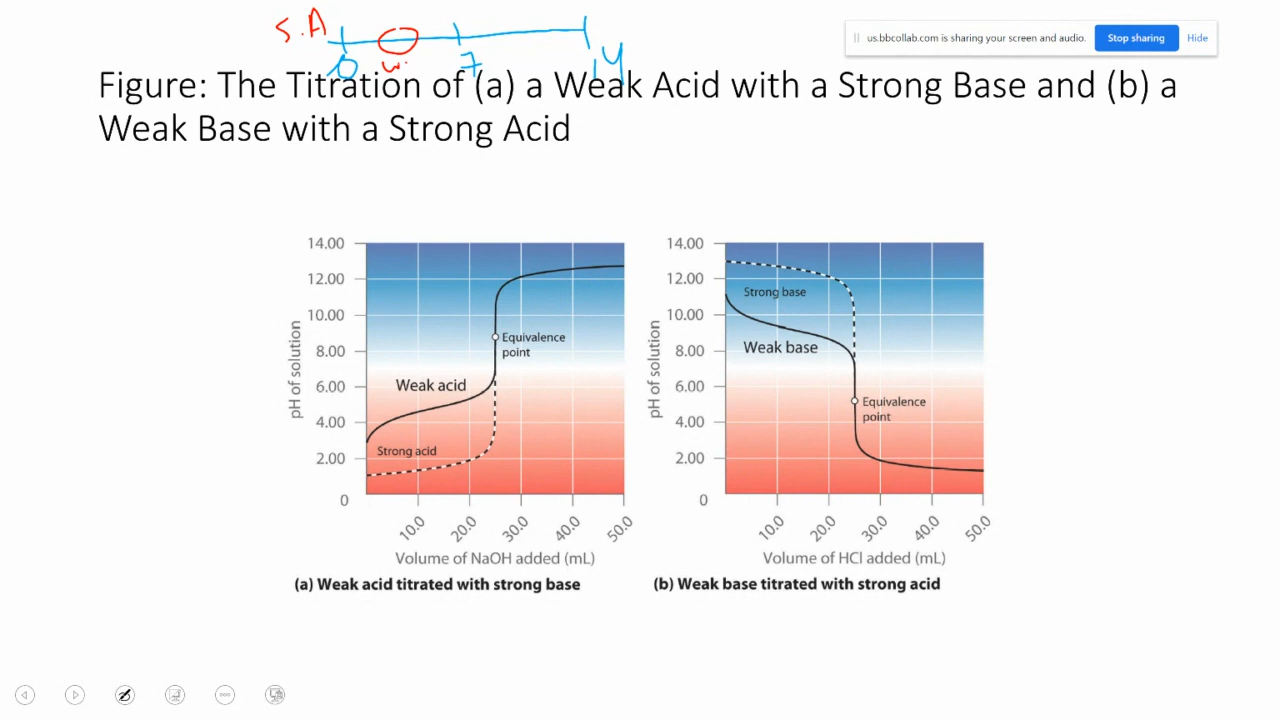 S.A
0 w. 7 14
us.bbcollab.com is sharing your screen and audio. Stop sharing Hide
Figure: The Titration of (a) a Weak Acid with a Strong Base and (b) a
Weak Base with a Strong Acid
14.00
12.00
10.00
8.00
6.00
4.00
2.00
0
pH of solution
Equivalence
point
Weak acid
Strong acid
10.0 20.0 30.0 40.0 50.0
Volume of NaOH added (mL)
(a) Weak acid titrated with strong base
14.00
12.00
10.00
8.00
6.00
4.00
2.00
0
pH of solution
Strong base
Weak base
Equivalence
point
10.0 20.0 30.0 40.0 50.0
Volume of HCl added (mL)
(b) Weak base titrated with strong acid